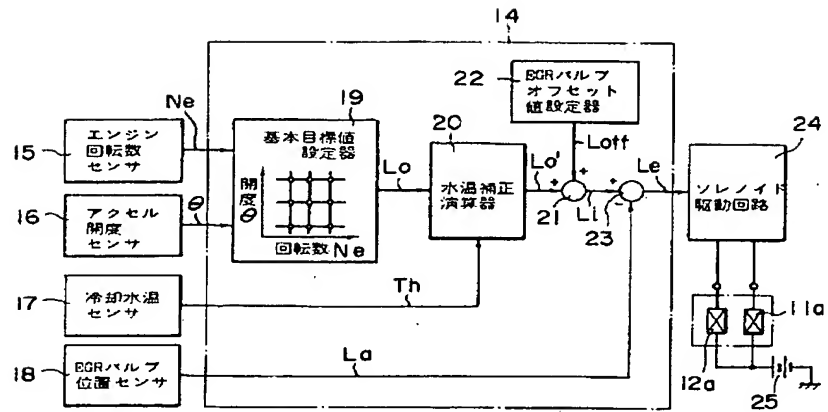 14
22
EGRバルブ
オフセット
値設定器
Ne
19
20
24
15
エンジン
回転数
センサ
基本目標値
設定器
開度θ
回転数Ne
Lo
水温補正
演算器
Lo'
Loff
+
+
21
Li
+
-
23
Le
ソレノイド
駆動回路
16
アクセル
開度
センサ
θ
17
冷却水温
センサ
Th
11a
12a
25
18
EGRバルブ
位置センサ
La